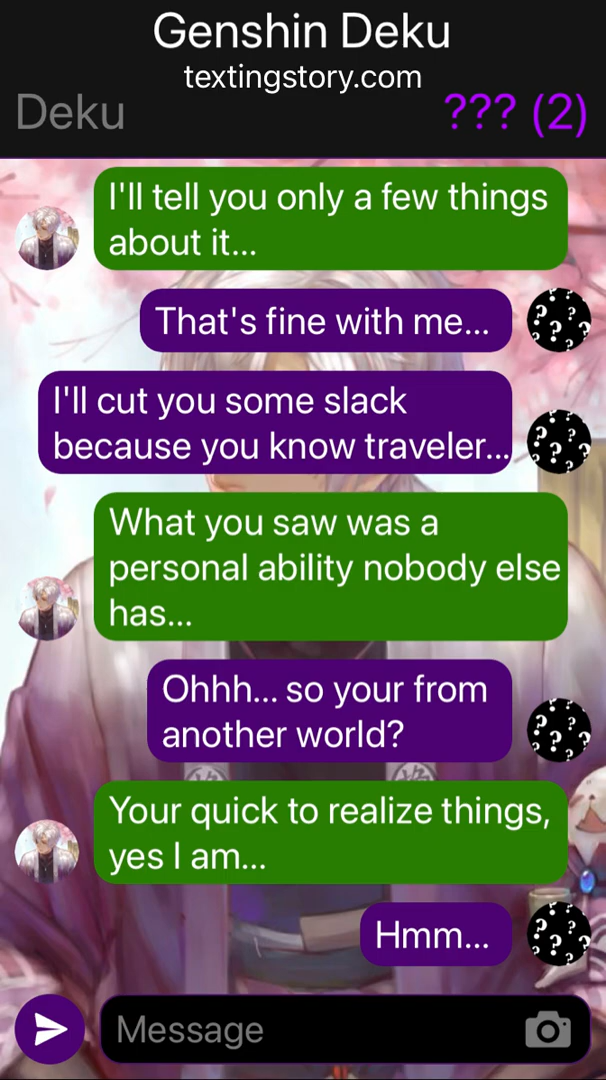 Genshin Deku
textingstory.com
Deku
??? (2)
I'll tell you only a few things
about it...
That's fine with me...
I'll cut you some slack
because you know traveler...
What you saw was a
personal ability nobody else
has...
Ohhh... so your from
another world?
Your quick to realize things,
yes I am...
Hmm...
Message